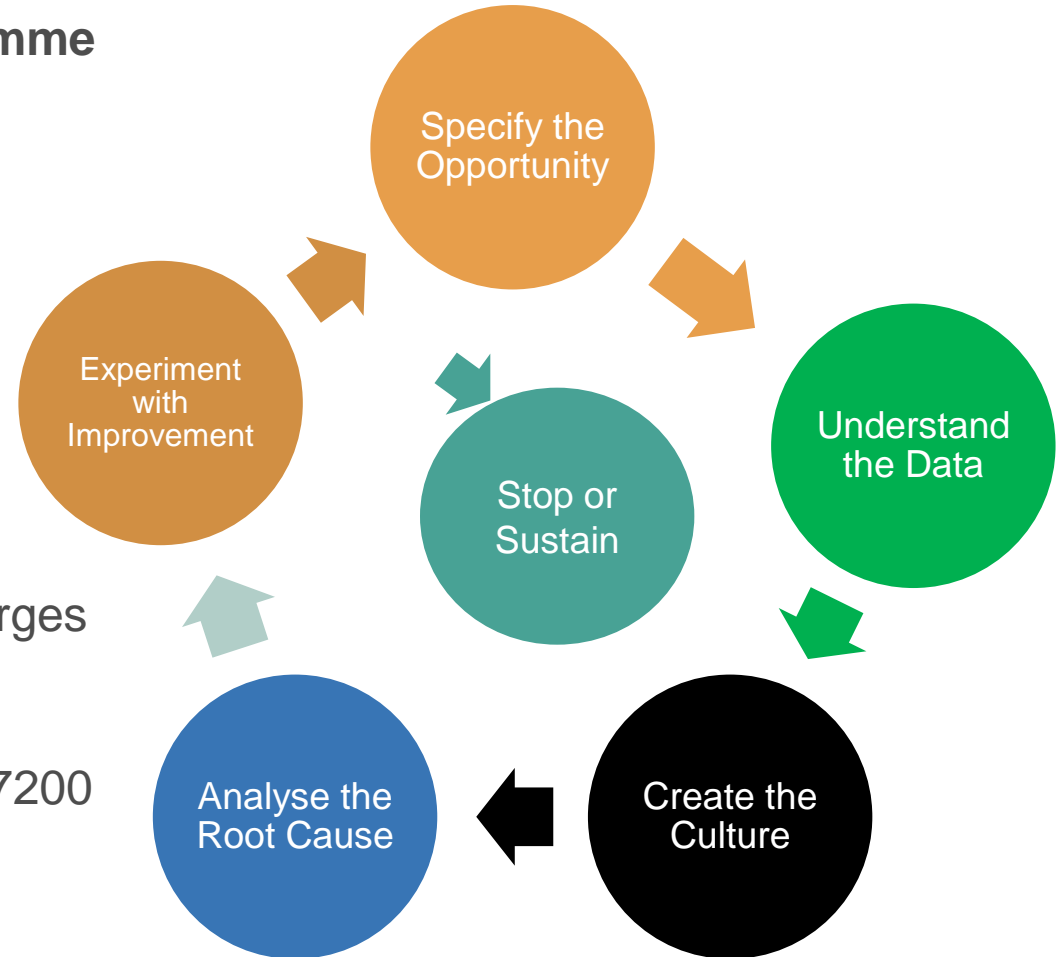 mme
Specify the
Opportunity
Experiment
with
Improvement
Understand
the Data
Stop or
Sustain
rges
7200
Analyse the
Root Cause
Create the
Culture